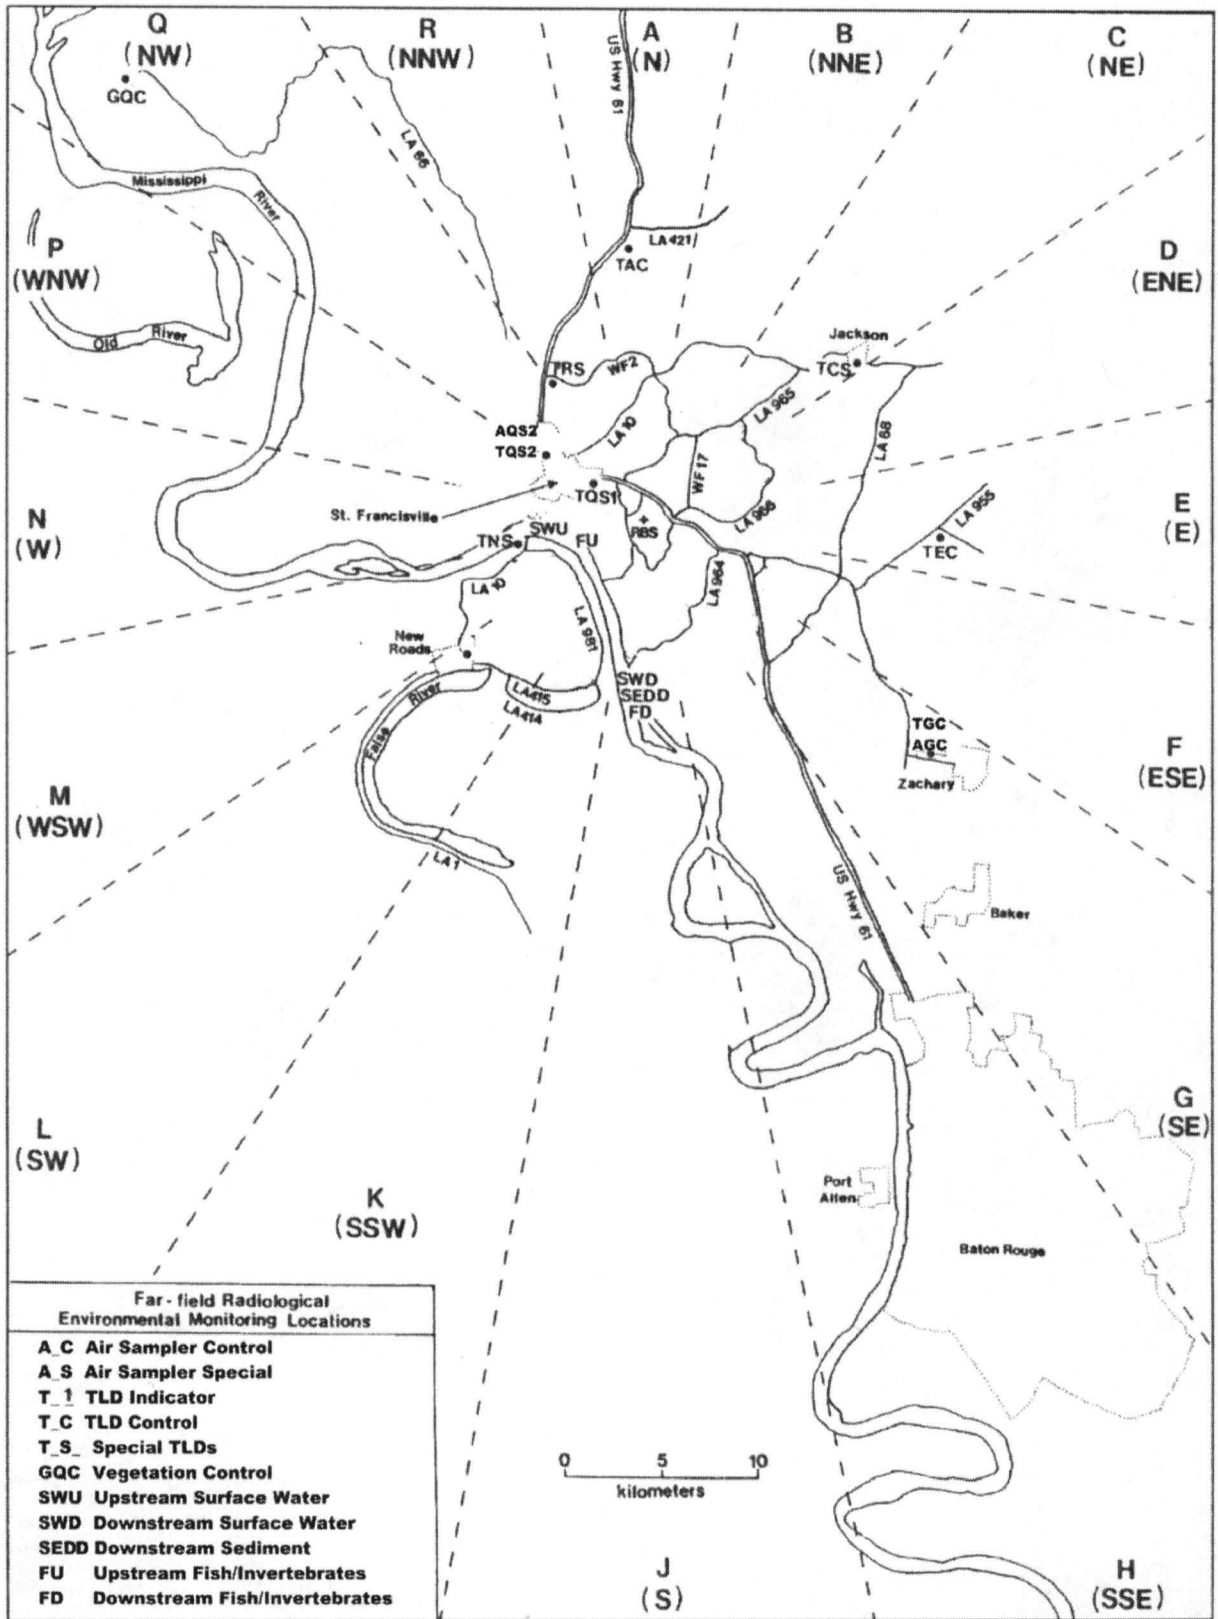 Q
(NW)
R
(NNW)
A
(N)
B
(NNE)
C
(NE)
US Hwy 61
GQC
LA 66
Mississippi
River
P
(WNW)
LA 421
TAC
D
(ENE)
Old
River
Jackson
TRS
WF2
TCS
LA 965
AQS2
TQS2
LA 10
LA 68
WF 17
TQS1
LA 955
E
(E)
St. Francisville
N
(W)
SWU
FU
RBS
LA 966
TNS
TEC
LA 10
LA 964
LA 981
New
Roads
SWD
SEDD
FD
LA415
LA414
River
False
TGC
AGC
F
(ESE)
Zachary
M
(WSW)
LA 1
US Hwy 61
Baker
L
(SW)
G
(SE)
Port
Allen
K
(SSW)
Baton Rouge
Far-field Radiological
Environmental Monitoring Locations
A_C Air Sampler Control
A_S Air Sampler Special
T_1 TLD Indicator
T_C TLD Control
T_S_ Special TLDs
GQC Vegetation Control
SWU Upstream Surface Water
SWD Downstream Surface Water
SEDD Downstream Sediment
FU Upstream Fish/Invertebrates
FD Downstream Fish/Invertebrates
0 5 10
kilometers
J
(S)
H
(SSE)